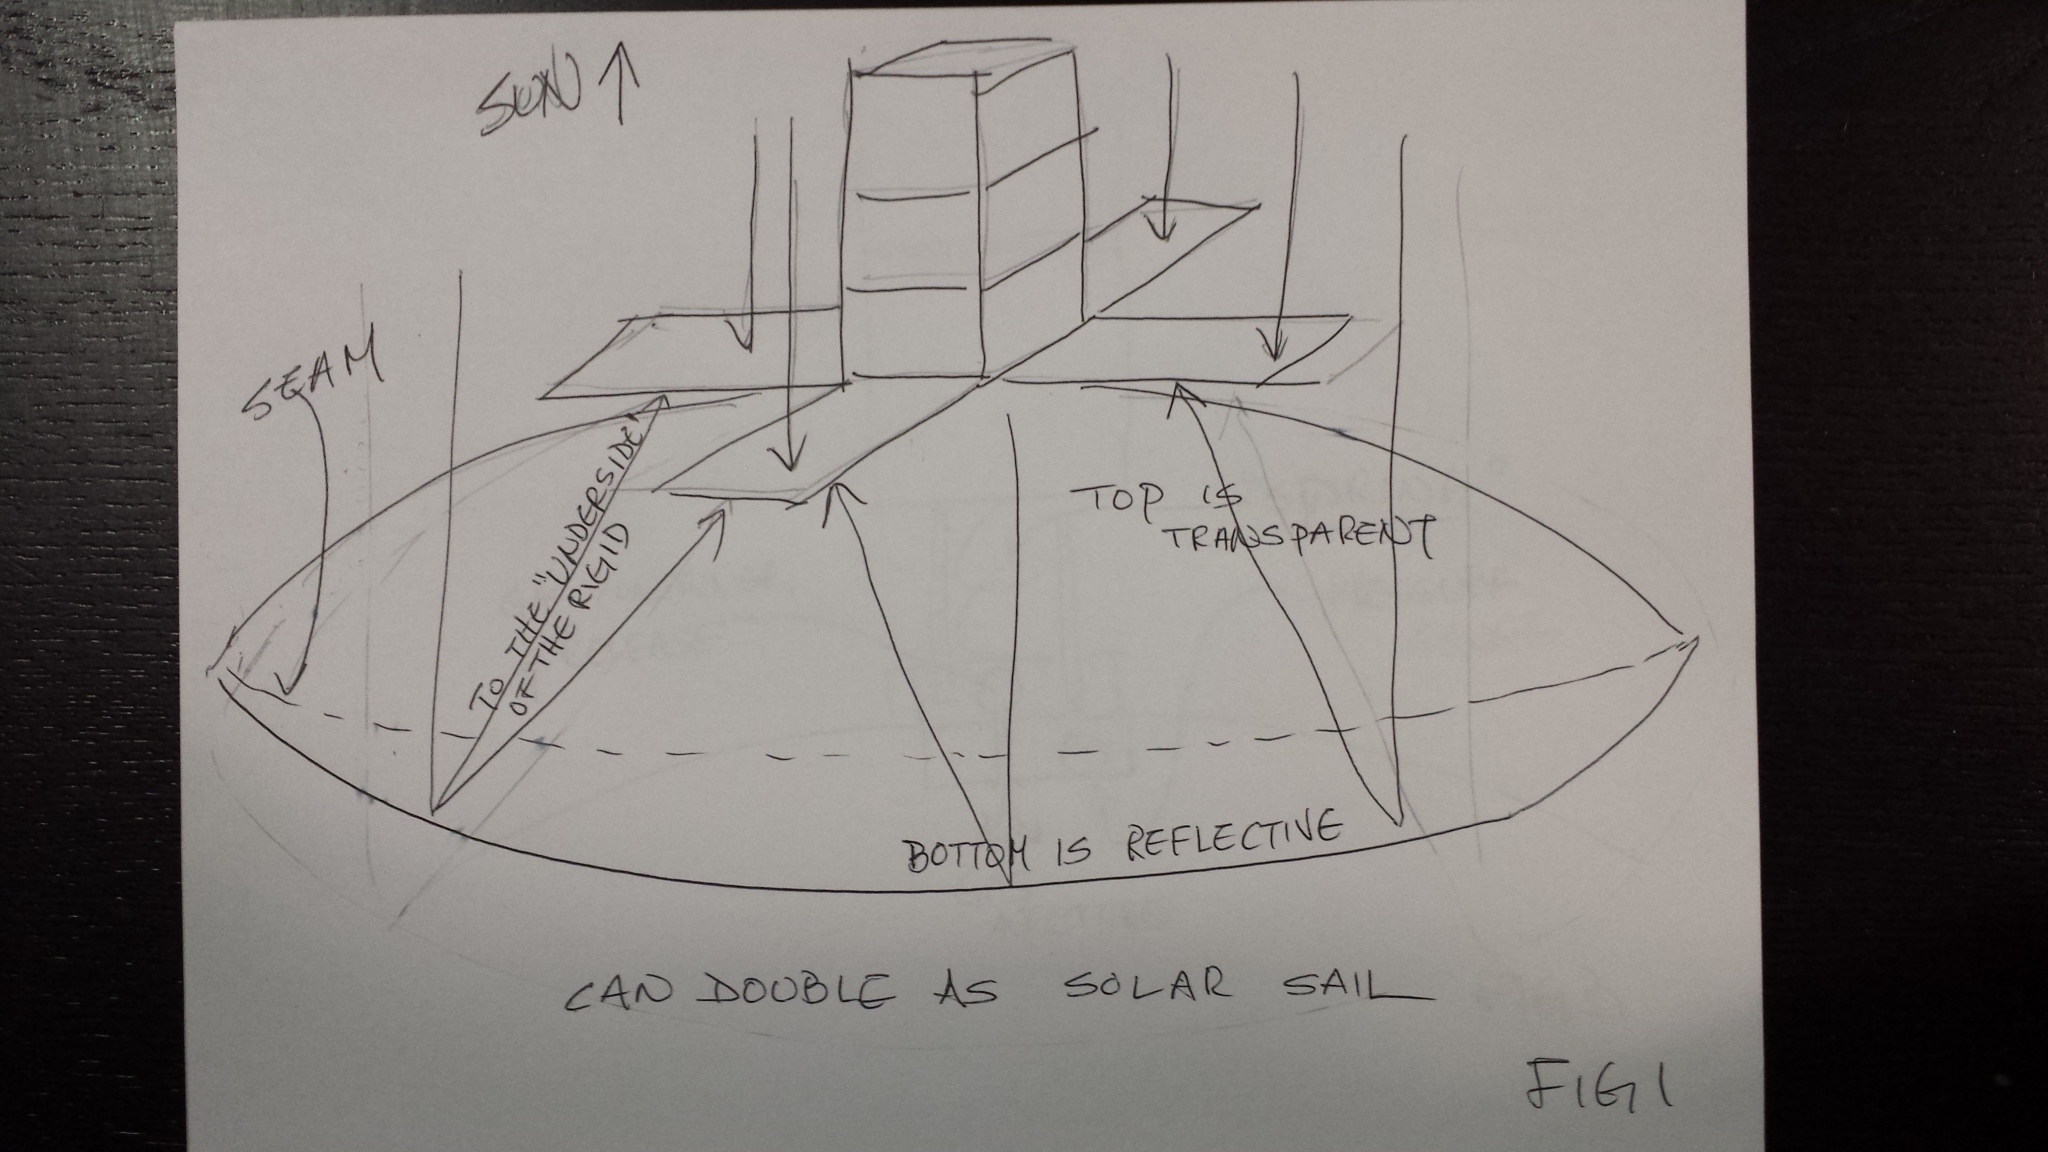 SUN ↑
SEAM
TO THE "UNDERSIDE"
OF THE RIGID
TOP IS
TRANSPARENT
BOTTOM IS REFLECTIVE
CAN DOUBLE AS SOLAR SAIL
FIG 1